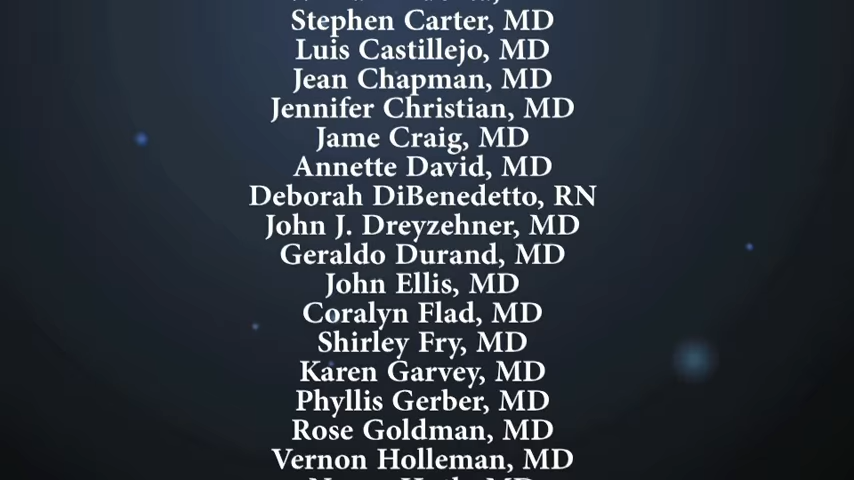 Stephen Carter, MD
Luis Castillejo, MD
Jean Chapman, MD
Jennifer Christian, MD
Jame Craig, MD
Annette David, MD
Deborah DiBenedetto, RN
John J. Dreyzehner, MD
Geraldo Durand, MD
John Ellis, MD
Coralyn Flad, MD
Shirley Fry, MD
Karen Garvey, MD
Phyllis Gerber, MD
Rose Goldman, MD
Vernon Holleman, MD